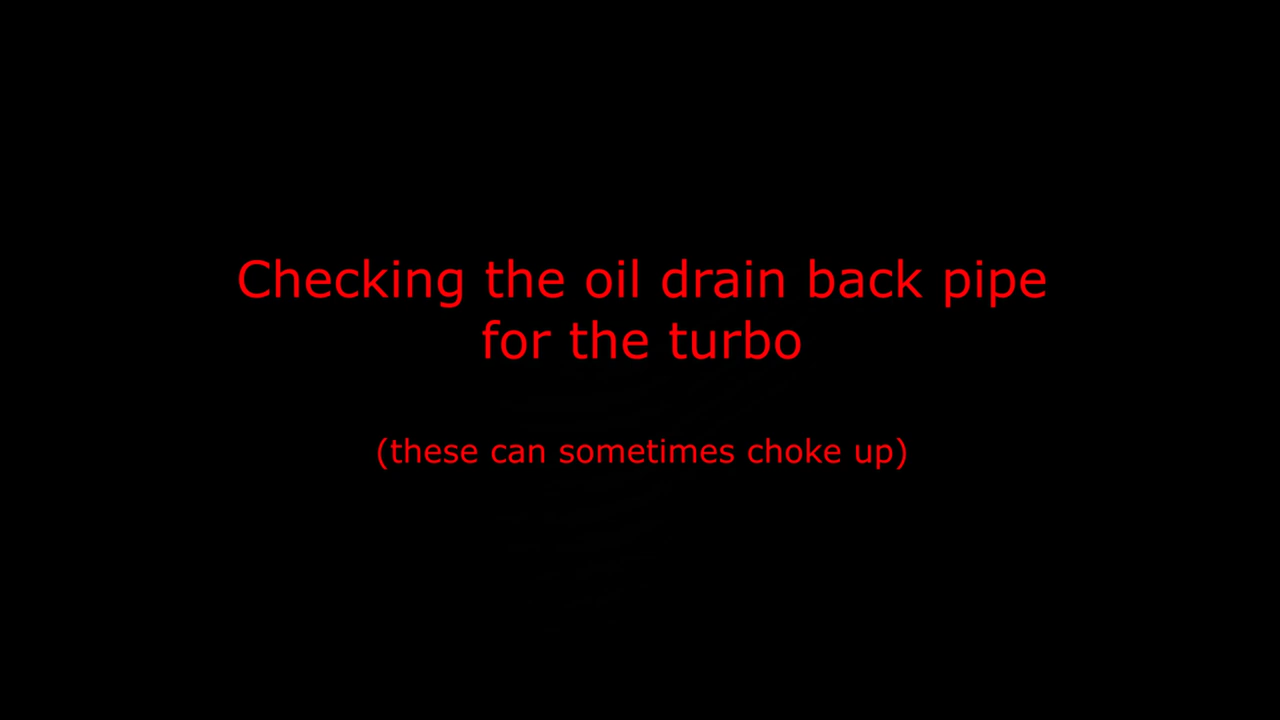 Checking the oil drain back pipe
for the turbo
(these can sometimes choke up)